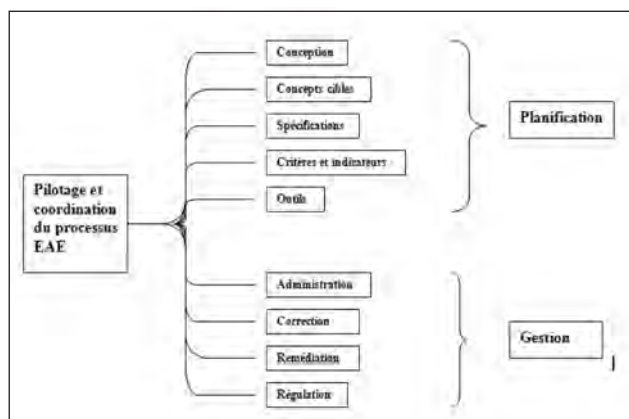 Conception
Concepts cibles
Spécifications
Critères et indicateurs
Outils
Planification
Pilotage et
coordination
du processus
EAE
Administration
Correction
Remédiation
Régulation
Gestion